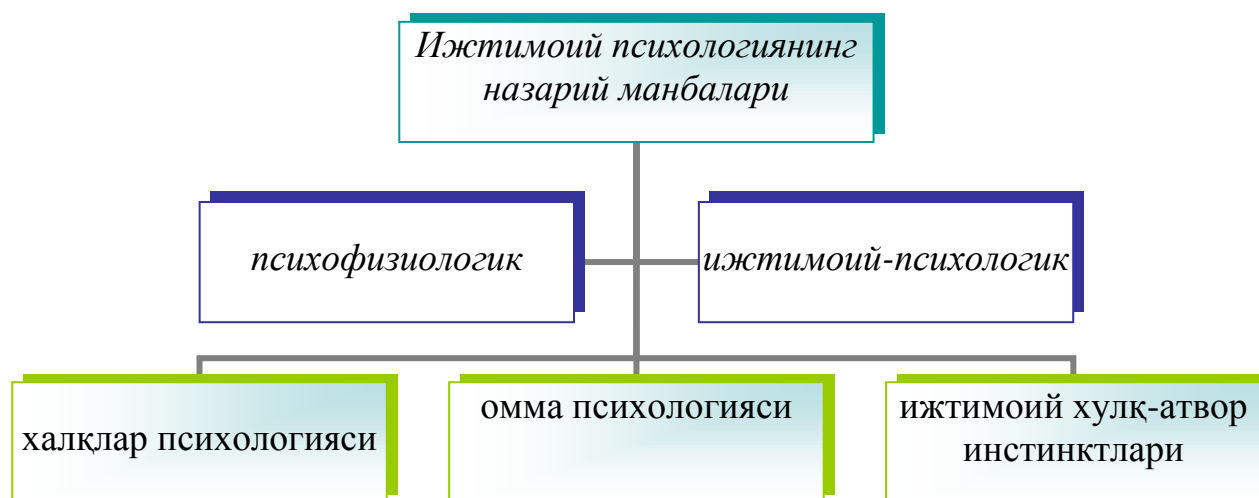 Ижтимоий психологиянинг
назарий манбалари
психофизиологик
ижтимоий-психологик
халқлар психологияси
омма психологияси
ижтимоий хулқ-атвор
инстинктлари